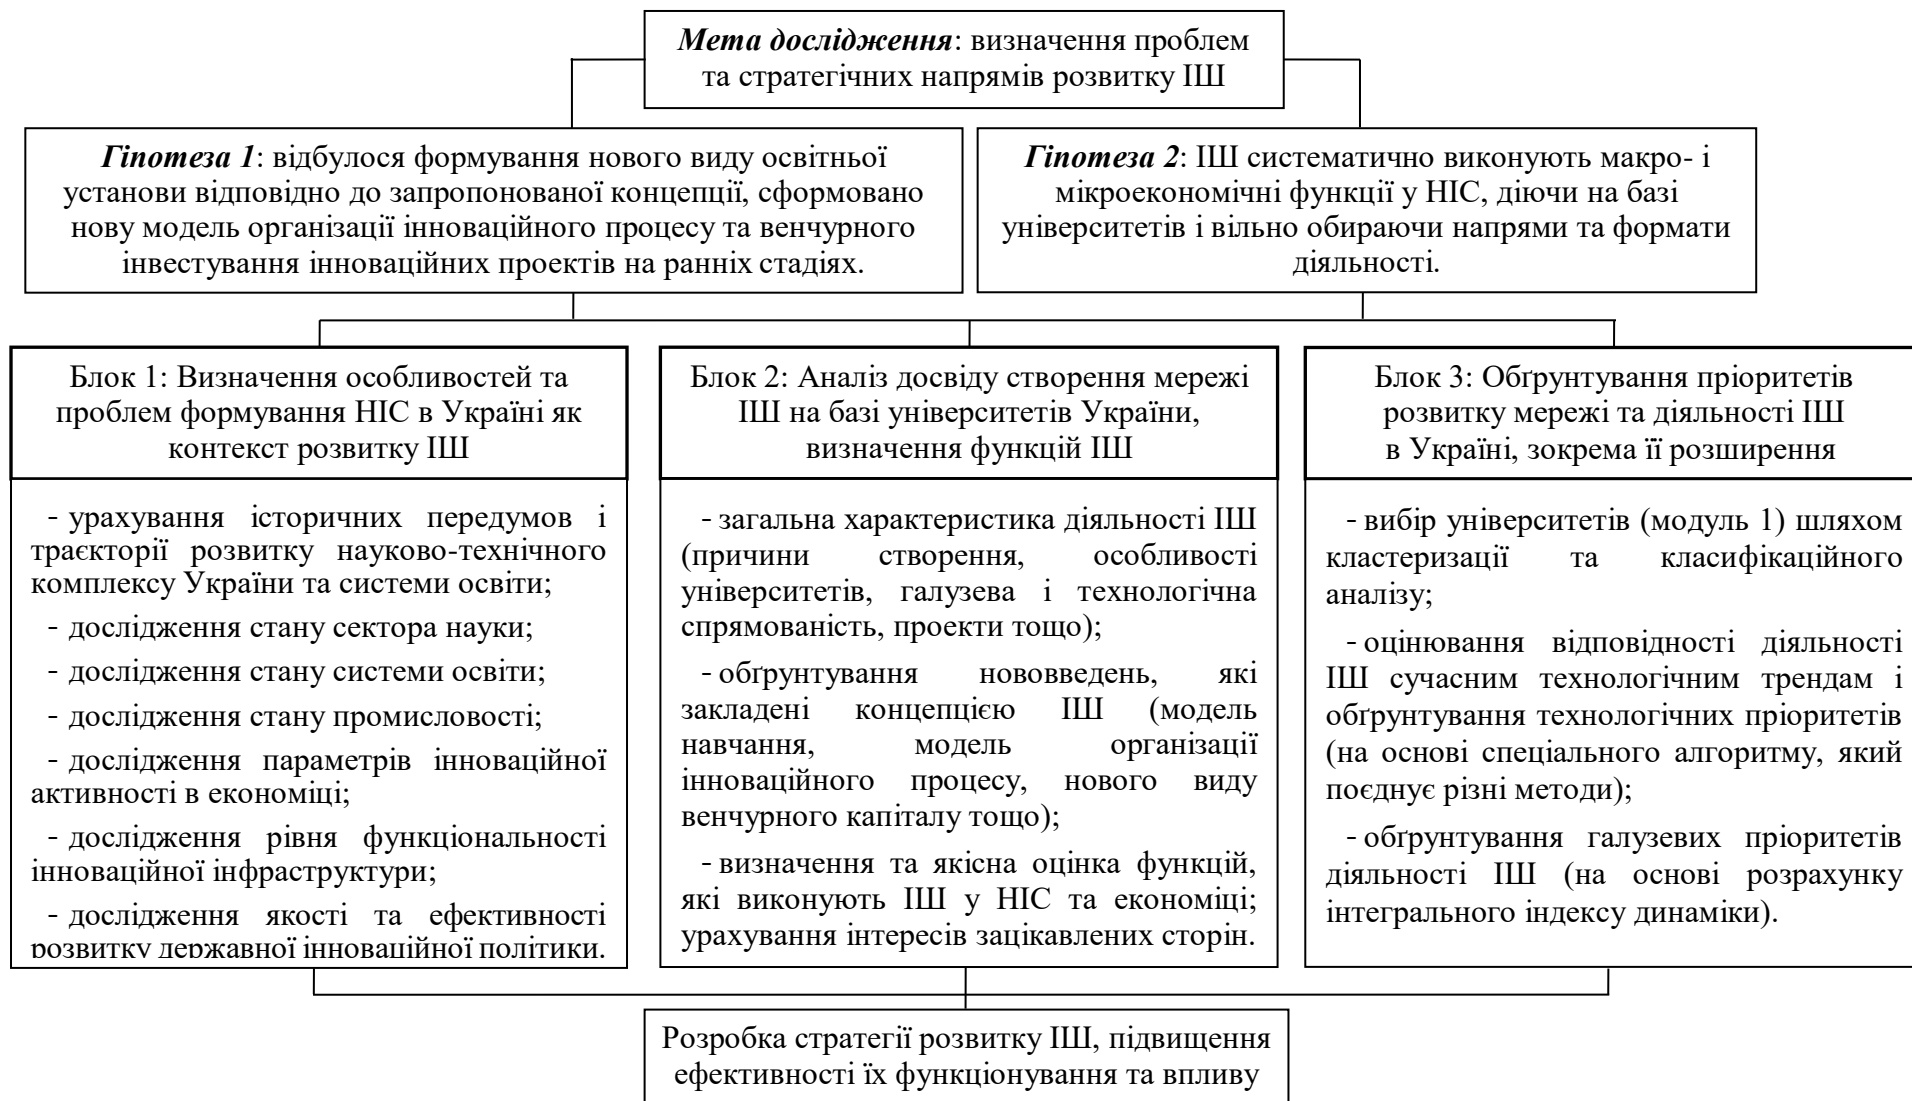 Мета дослідження: визначення проблем
та стратегічних напрямів розвитку ІШ
Гіпотеза 1: відбулося формування нового виду освітньої
установи відповідно до запропонованої концепції, сформовано
нову модель організації інноваційного процесу та венчурного
інвестування інноваційних проектів на ранніх стадіях.
Гіпотеза 2: ІШ систематично виконують макро- і
мікроекономічні функції у НІС, діючи на базі
університетів і вільно обираючи напрями та формати
діяльності.
Блок 1: Визначення особливостей та
проблем формування НІС в Україні як
контекст розвитку ІШ
- урахування історичних передумов і
траєкторії розвитку науково-технічного
комплексу України та системи освіти;
- дослідження стану сектора науки;
- дослідження стану системи освіти;
- дослідження стану промисловості;
- дослідження параметрів інноваційної
активності в економіці;
- дослідження рівня функціональності
інноваційної інфраструктури;
- дослідження якості та ефективності
розвитку державної інноваційної політики.
Блок 2: Аналіз досвіду створення мережі
ІШ на базі університетів України,
визначення функцій ІШ
- загальна характеристика діяльності ІШ
(причини створення, особливості
університетів, галузева і технологічна
спрямованість, проекти тощо);
- обґрунтування нововведень, які
закладені концепцією ІШ (модель
навчання, модель організації
інноваційного процесу, нового виду
венчурного капіталу тощо);
- визначення та якісна оцінка функцій,
які виконують ІШ у НІС та економіці;
урахування інтересів зацікавлених сторін.
Блок 3: Обґрунтування пріоритетів
розвитку мережі та діяльності ІШ
в Україні, зокрема її розширення
- вибір університетів (модуль 1) шляхом
кластеризації та класифікаційного
аналізу;
- оцінювання відповідності діяльності
ІШ сучасним технологічним трендам і
обґрунтування технологічних пріоритетів
(на основі спеціального алгоритму, який
поєднує різні методи);
- обґрунтування галузевих пріоритетів
діяльності ІШ (на основі розрахунку
інтегрального індексу динаміки).
Розробка стратегії розвитку ІШ, підвищення
ефективності їх функціонування та впливу